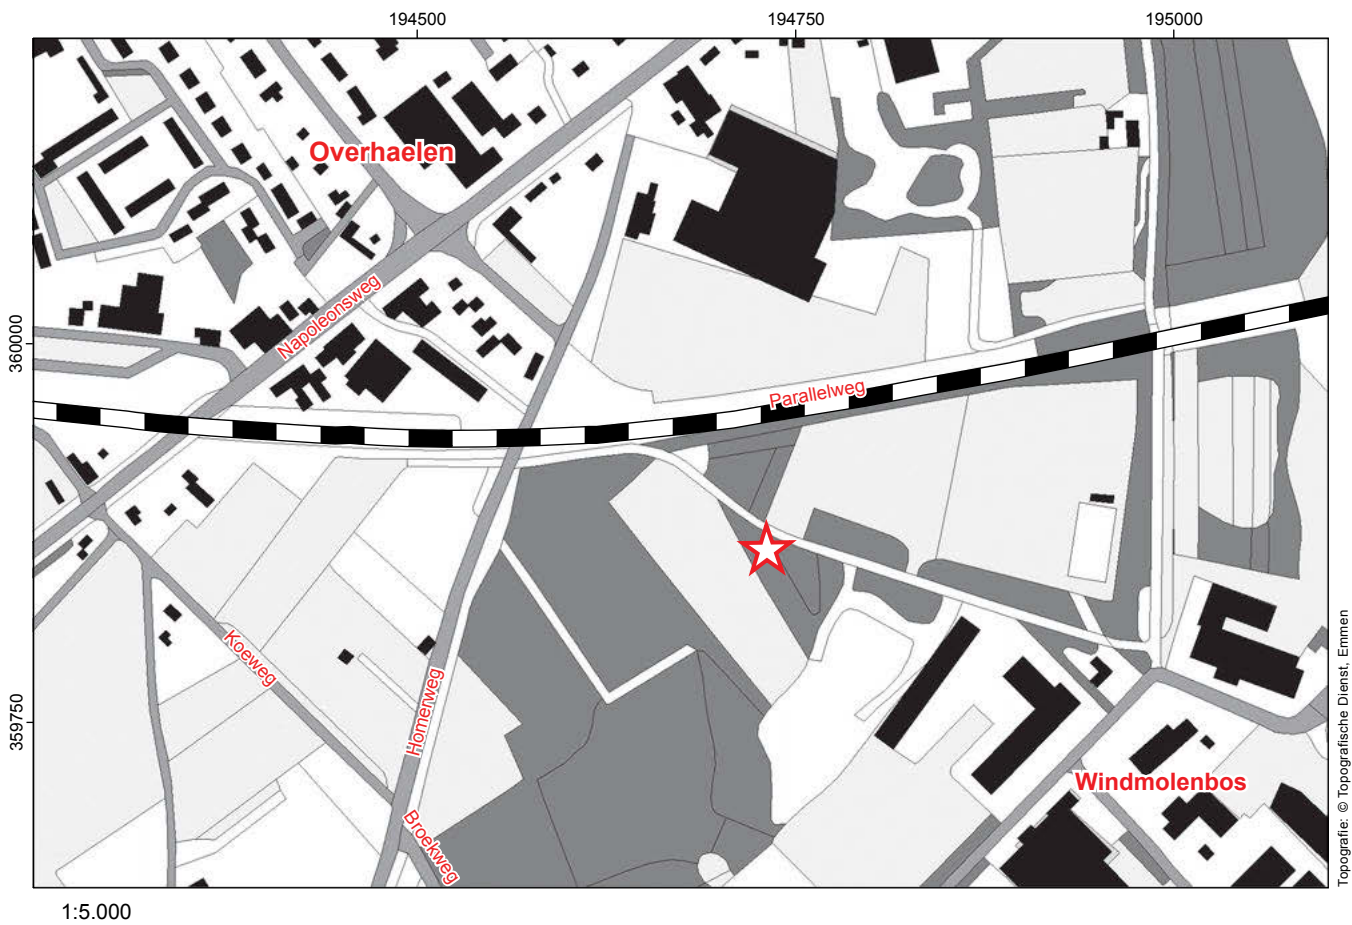 194500
194750
195000
Overhaelen
Napoleonsweg
360000
Parallelweg
Koeweg
Homerweg
359750
Windmolenbos
Broekweg
Topografie: © Topografische Dienst, Emmen
1:5.000